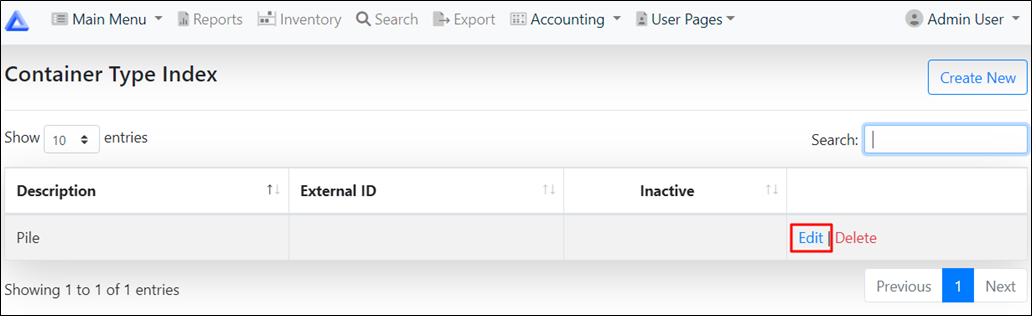 Main Menu Reports Inventory Search Export Accounting User Pages Admin User
Container Type Index Create New
Show 10 entries Search:
Description External ID Inactive
Pile Edit | Delete
Showing 1 to 1 of 1 entries Previous 1 Next